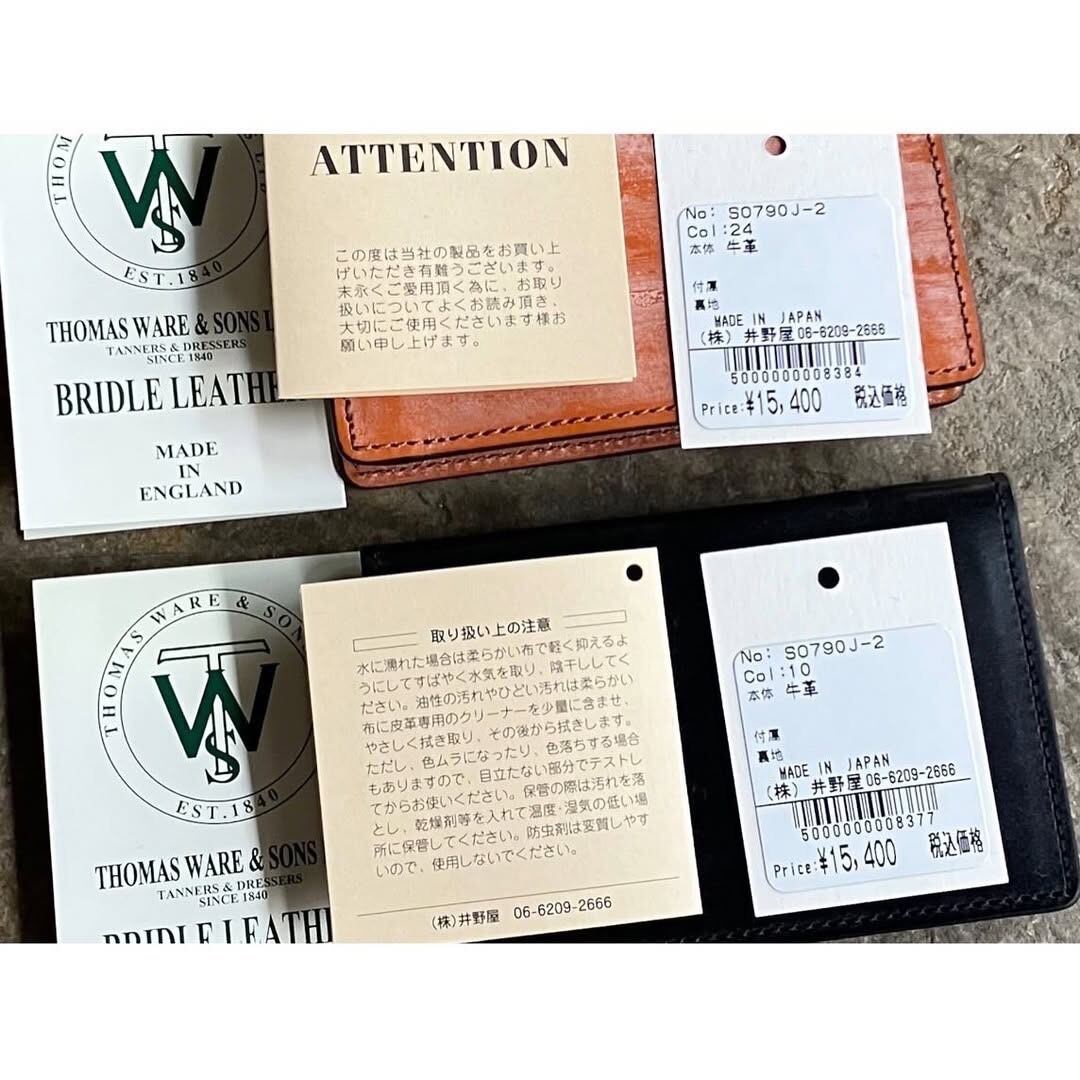 THOM
TWS
EST.1840
THOMAS WARE & SONS L
TANNERS & DRESSERS
SINCE 1840
BRIDLE LEATHE
MADE
IN
ENGLAND
ATTENTION
この度は当社の製品をお買い上
げいただき有難うございます。
末永くご愛用頂く為に、お取り
扱いについてよくお読み頂き、
大切にご使用くださいます様お
願い申し上げます。
No: SO790J-2
Col:24
本体 牛革
付属
裏地
MADE IN JAPAN
(株) 井野屋 06-6209-2666
5000000008384
Price:¥15,400 税込価格
THOMAS WARE & SON
TWS
EST.1840
THOMAS WARE & SONS
TANNERS & DRESSERS
SINCE 1840
BRIDLE LEATH
取り扱い上の注意
水に濡れた場合は柔らかい布で軽く抑えるよ
うにしてすばやく水気を取り、陰干ししてく
ださい。油性の汚れやひどい汚れは柔らかい
布に皮革専用のクリーナーを少量に含ませ、
やさしく拭き取り、その後から拭きします。
ただし、色ムラになったり、色落ちする場合
もありますので、目立たない部分でテストし
てからお使いください。保管の際は汚れを落
とし、乾燥剤等を入れて温度・湿気の低い場
所に保管してください。防虫剤は変質しやす
いので、使用しないでください。
(株)井野屋 06-6209-2666
No: SO790J-2
Col:10
本体 牛革
付属
裏地
MADE IN JAPAN
(株) 井野屋 06-6209-2666
5000000008377
Price:¥15,400 税込価格